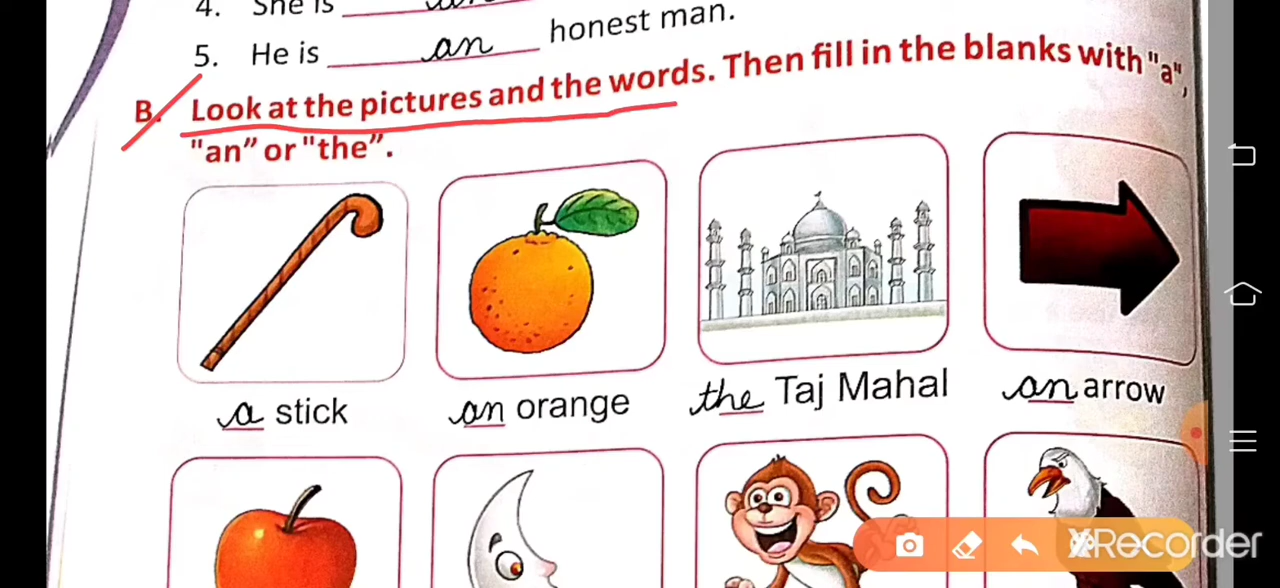 4. She is
5. He is an honest man.
B. Look at the pictures and the words. Then fill in the blanks with "a",
"an" or "the".
a stick an orange the Taj Mahal an arrow
XRecorder